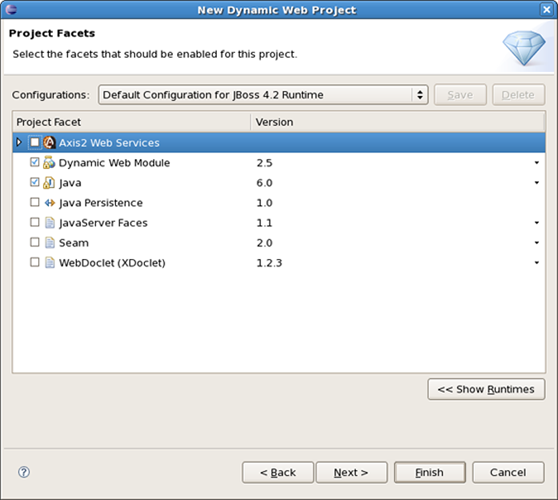 New Dynamic Web Project
Project Facets
Select the facets that should be enabled for this project.
Configurations: Default Configuration for JBoss 4.2 Runtime Save Delete
Project Facet Version
Axis2 Web Services
Dynamic Web Module 2.5
Java 6.0
Java Persistence 1.0
JavaServer Faces 1.1
Seam 2.0
WebDoclet (XDoclet) 1.2.3
<< Show Runtimes
? < Back Next > Finish Cancel